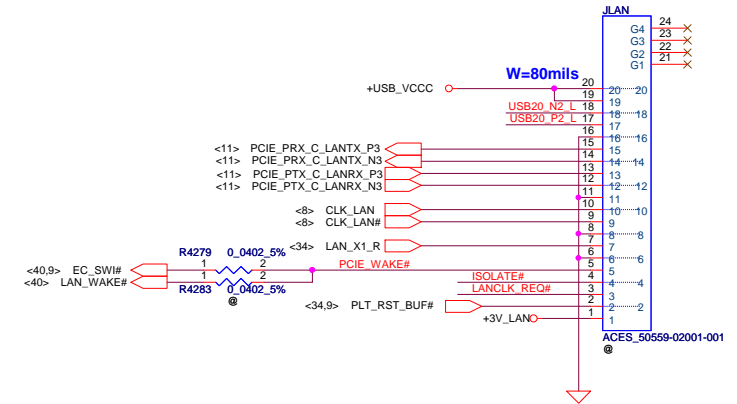 JLAN
24
G4
23
G3
22
G2
21
G1
W=80mils
+USB_VCCC
20
20 20
19
19
USB20_N2_L
18
18 18
USB20_P2_L
17
17
16
16 16
<11> PCIE_PRX_C_LANTX_P3
15
15
<11> PCIE_PRX_C_LANTX_N3
14
14 14
<11> PCIE_PTX_C_LANRX_P3
13
13
<11> PCIE_PTX_C_LANRX_N3
12
12 12
11
11
<8> CLK_LAN
10
10 10
<8> CLK_LAN#
9
9
8
8 8
<34> LAN_X1_R
7
7
6
6 6
R4279 0_0402_5%
<40,9> EC_SWI#
1 2
PCIE_WAKE#
5
5
<40> LAN_WAKE#
1 2
R4283 0_0402_5%
@
ISOLATE#
4
4 4
LANCLK_REQ#
3
3
<34,9> PLT_RST_BUF#
2
2 2
+3V_LAN
1
1
ACES_50559-02001-001
@